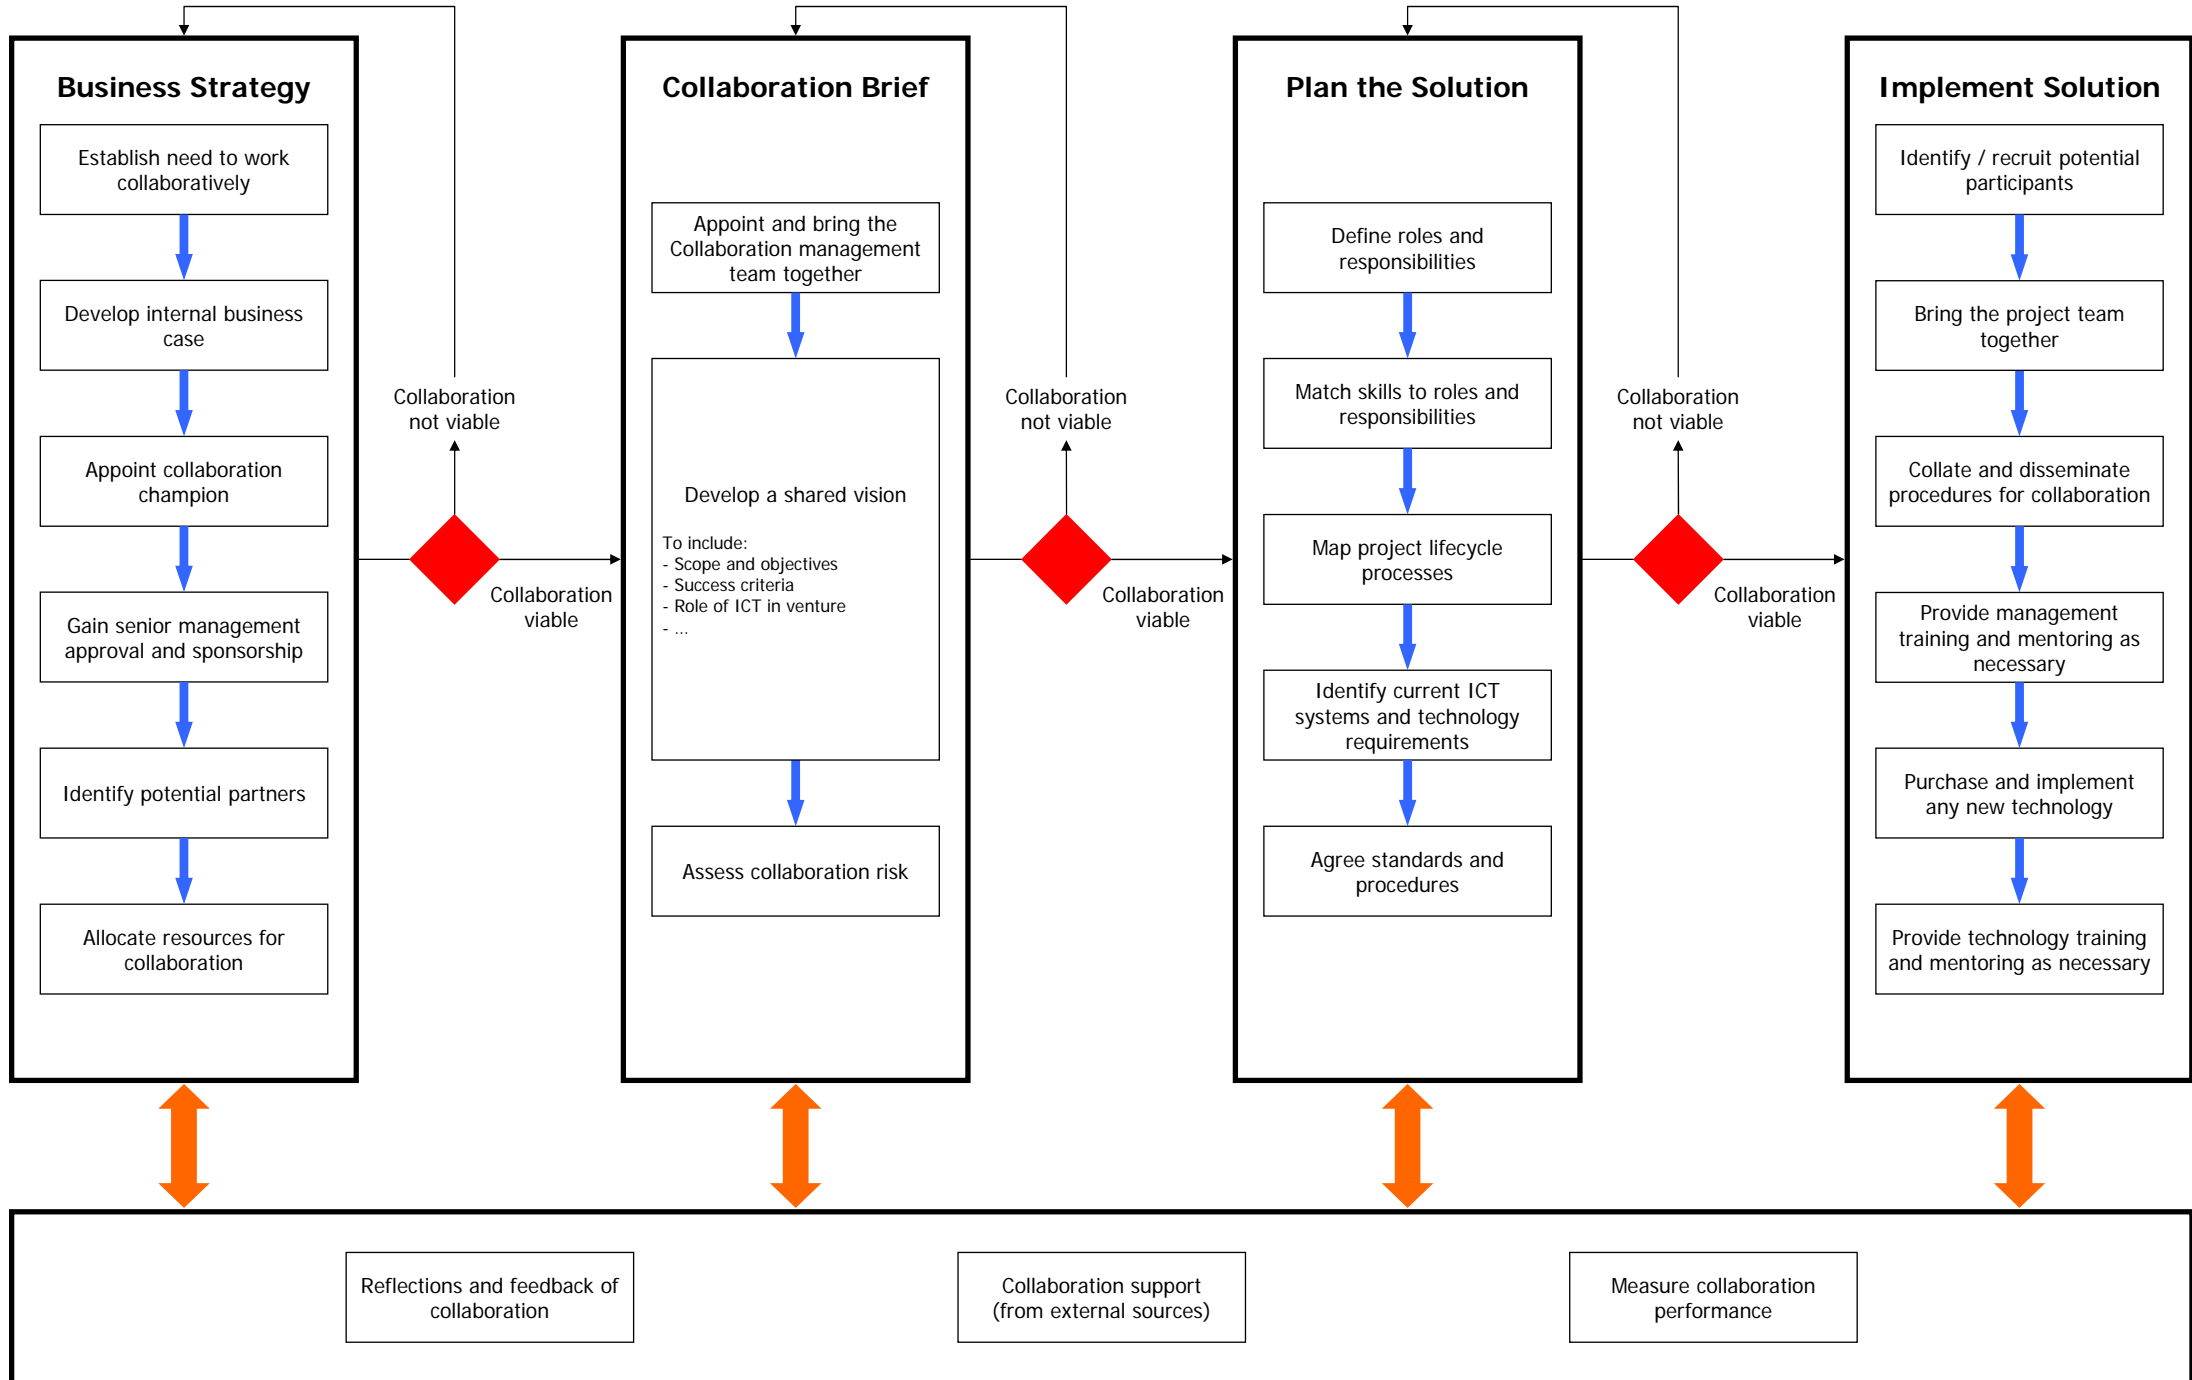 Business Strategy
Establish need to work
collaboratively
Develop internal business
case
Appoint collaboration
champion
Gain senior management
approval and sponsorship
Identify potential partners
Allocate resources for
collaboration
Collaboration
not viable
Collaboration
viable
Collaboration Brief
Appoint and bring the
Collaboration management
team together
Develop a shared vision
To include:
- Scope and objectives
- Success criteria
- Role of ICT in venture
- ...
Assess collaboration risk
Collaboration
not viable
Collaboration
viable
Plan the Solution
Define roles and
responsibilities
Match skills to roles and
responsibilities
Map project lifecycle
processes
Identify current ICT
systems and technology
requirements
Agree standards and
procedures
Collaboration
not viable
Collaboration
viable
Implement Solution
Identify / recruit potential
participants
Bring the project team
together
Collate and disseminate
procedures for collaboration
Provide management
training and mentoring as
necessary
Purchase and implement
any new technology
Provide technology training
and mentoring as necessary
Reflections and feedback of
collaboration
Collaboration support
(from external sources)
Measure collaboration
performance